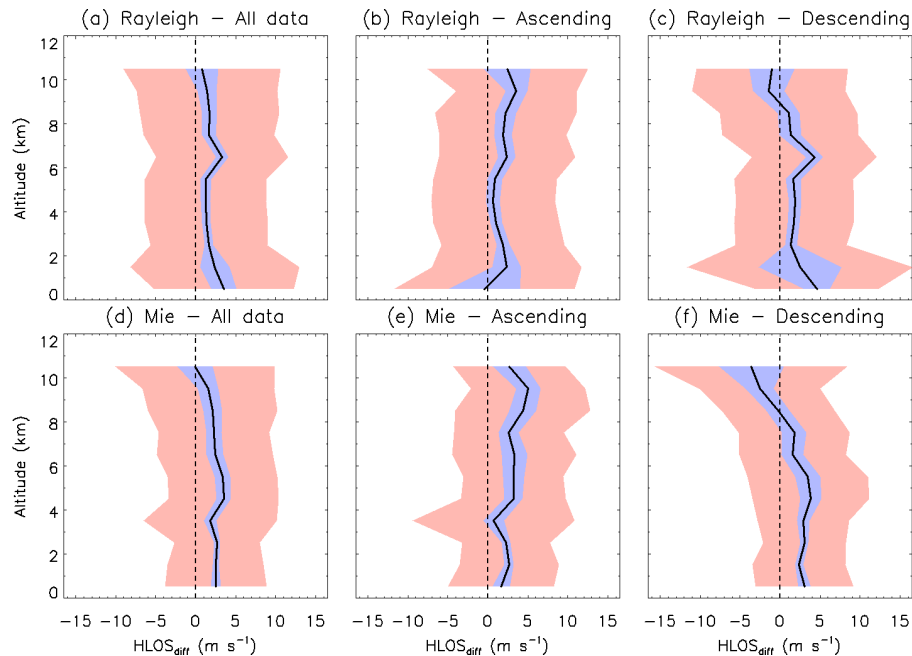 (a) Rayleigh – All data
(b) Rayleigh – Ascending
(c) Rayleigh – Descending
12
10
8
6
4
2
0
Altitude (km)
(d) Mie – All data
(e) Mie – Ascending
(f) Mie – Descending
12
10
8
6
4
2
0
Altitude (km)
−15 −10 −5 0 5 10 15
−15 −10 −5 0 5 10 15
−15 −10 −5 0 5 10 15
HLOSdiff (m s⁻¹)
HLOSdiff (m s⁻¹)
HLOSdiff (m s⁻¹)